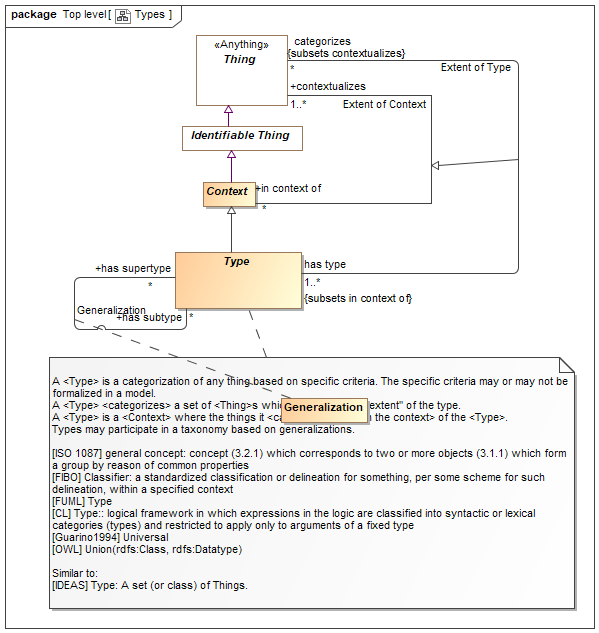 package Top level[ Types ]
«Anything»
Thing
categorizes
{subsets contextualizes}
*
Extent of Type
+contextualizes
1..*
Extent of Context
Identifiable Thing
Context
+in context of
*
Type
+has supertype
*
has type
1..*
{subsets in context of}
Generalization
+has subtype
*
A <Type> is a categorization of any thing based on specific criteria. The specific criteria may or may not be
formalized in a model.
A <Type> <categorizes> a set of <Thing>s extent" of the type.
Generalization
A <Type> is a <Context> where the things it the context> of the <Type>.
Types may participate in a taxonomy based on generalizations.
[ISO 1087] general concept: concept (3.2.1) which corresponds to two or more objects (3.1.1) which form
a group by reason of common properties
[FIBO] Classifier: a standardized classification or delineation for something, per some scheme for such
delineation, within a specified context
[FUML] Type
[CL] Type:: logical framework in which expressions in the logic are classified into syntactic or lexical
categories (types) and restricted to apply only to arguments of a fixed type
[Guarino1994] Universal
[OWL] Union(rdfs:Class, rdfs:Datatype)
Similar to:
[IDEAS] Type: A set (or class) of Things.